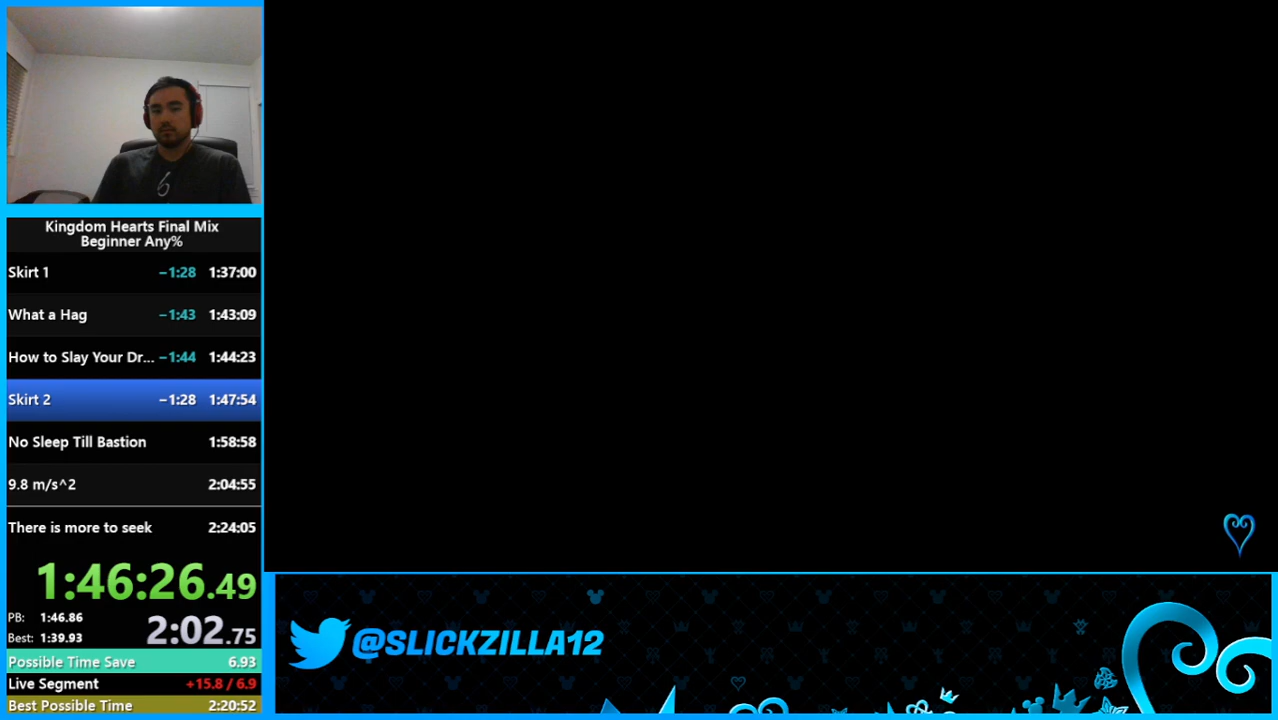 Kingdom Hearts Final Mix
Beginner Any%
Skirt 1 −1:28 1:37:00
What a Hag −1:43 1:43:09
How to Slay Your Dr... −1:44 1:44:23
Skirt 2 −1:28 1:47:54
No Sleep Till Bastion 1:58:58
9.8 m/s^2 2:04:55
There is more to seek 2:24:05
1:46:26.49
PB: 1:46.86
Best: 1:39.93
2:02.75
Possible Time Save 6.93
Live Segment +15.8 / 6.9
Best Possible Time 2:20:52
@SLICKZILLA12